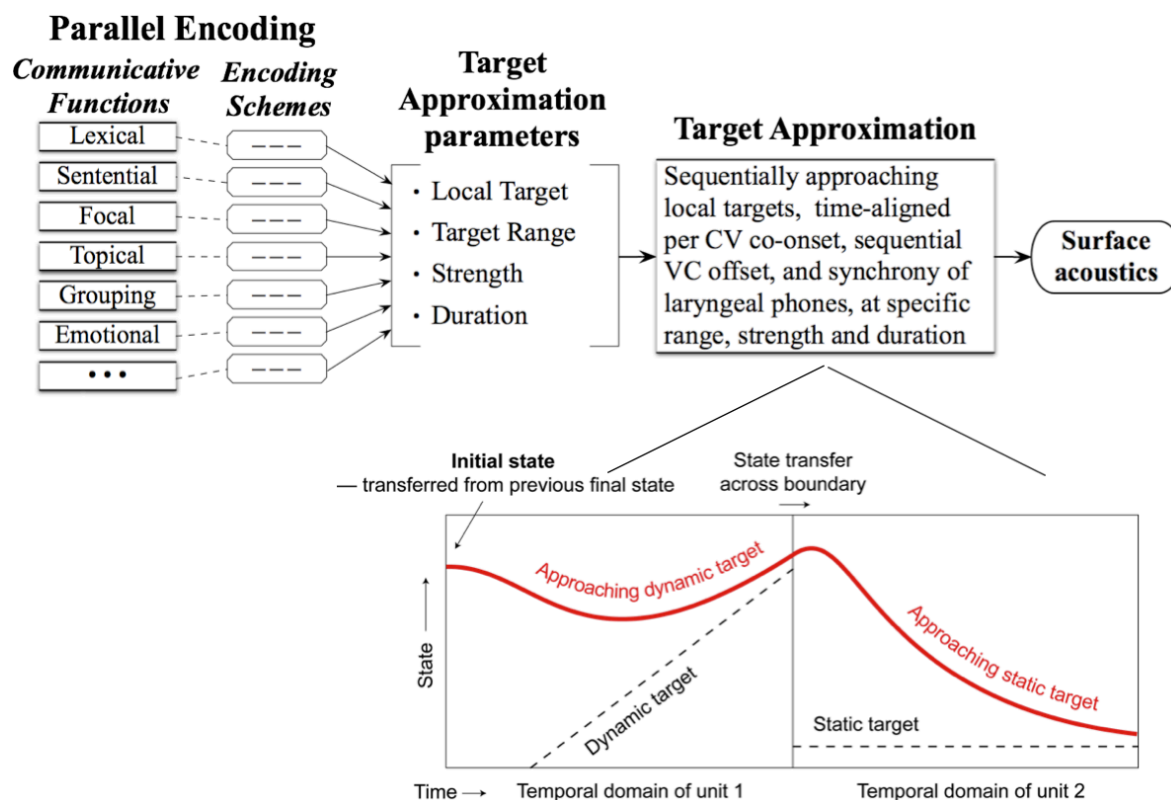 Parallel Encoding
Communicative
Functions
Encoding
Schemes
Lexical
Sentential
Focal
Topical
Grouping
Emotional
• • •
– – –
– – –
– – –
– – –
– – –
– – –
– – –
Target
Approximation
parameters
· Local Target
· Target Range
· Strength
· Duration
Target Approximation
Sequentially approaching
local targets, time-aligned
per CV co-onset, sequential
VC offset, and synchrony of
laryngeal phones, at specific
range, strength and duration
Surface
acoustics
Initial state
— transferred from previous final state
State transfer
across boundary
→
State →
Approaching dynamic target
Dynamic target
Approaching static target
Static target
Time →
Temporal domain of unit 1
Temporal domain of unit 2